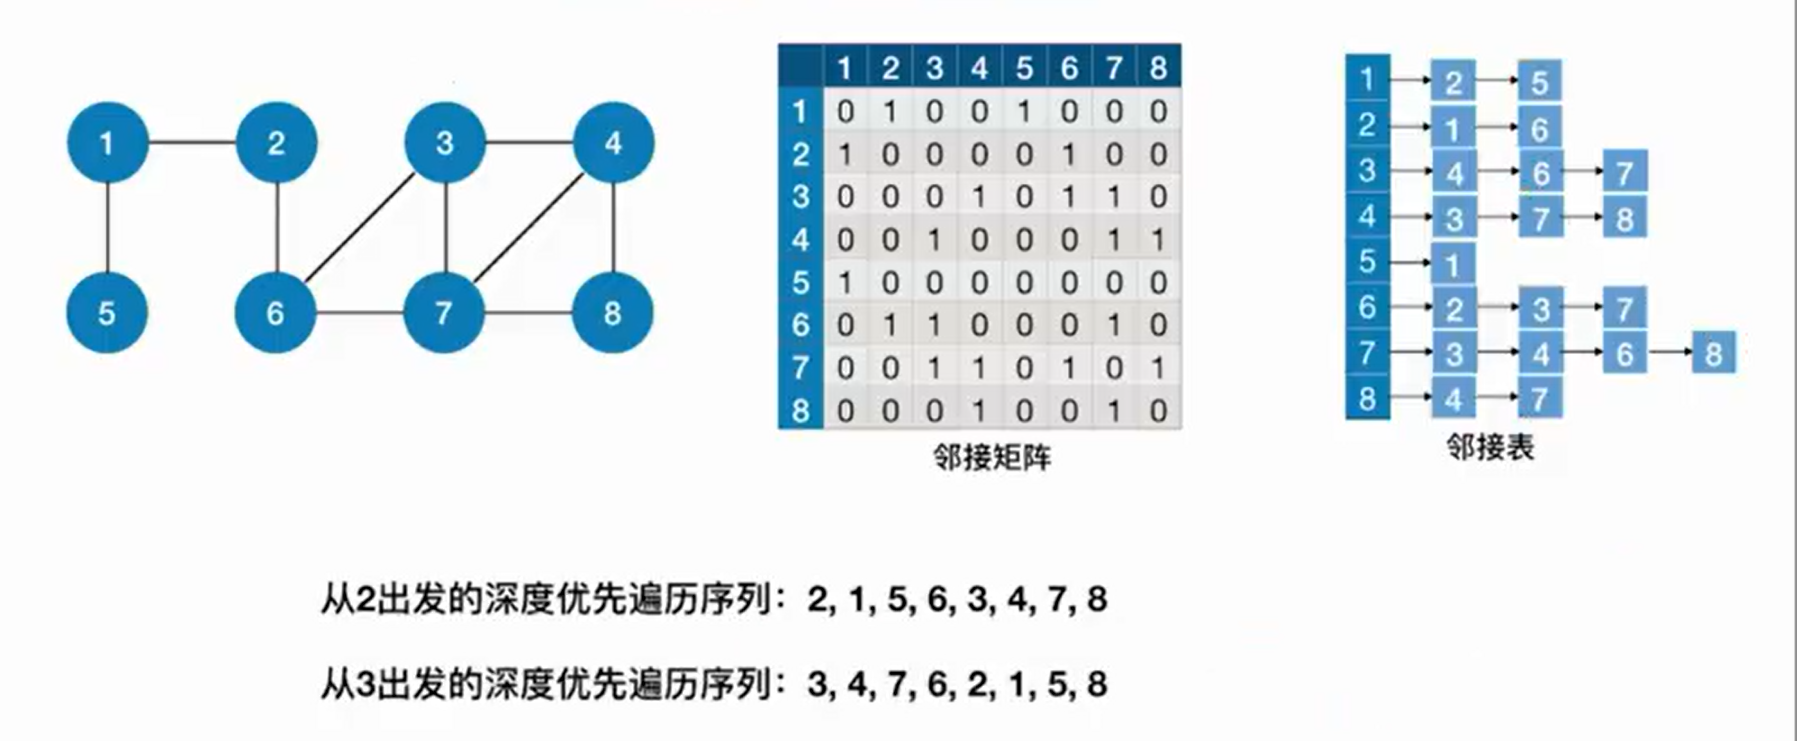 1 2 3 4
5 6 7 8
1 2 3 4 5 6 7 8
1 0 1 0 0 1 0 0 0
2 1 0 0 0 0 1 0 0
3 0 0 0 1 0 1 1 0
4 0 0 1 0 0 0 1 1
5 1 0 0 0 0 0 0 0
6 0 1 1 0 0 0 1 0
7 0 0 1 1 0 1 0 1
8 0 0 0 1 0 0 1 0
邻接矩阵
1 2 5
2 1 6
3 4 6 7
4 3 7 8
5 1
6 2 3 7
7 3 4 6 8
8 4 7
邻接表
从2出发的深度优先遍历序列：2, 1, 5, 6, 3, 4, 7, 8
从3出发的深度优先遍历序列：3, 4, 7, 6, 2, 1, 5, 8